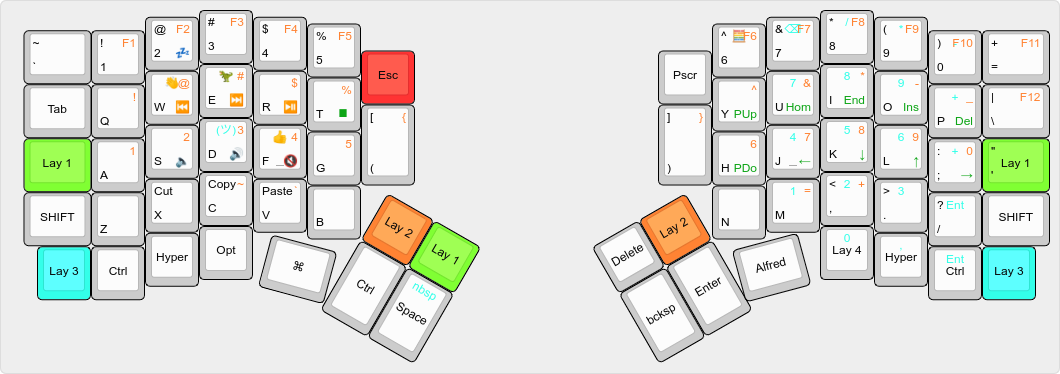 ~
`
! F1
1
@ F2
2 💤
# F3
3
$ F4
4
% F5
5
Esc
Pscr
^ 🧮 F6
6
& ⌫ F7
7
* / F8
8
( * F9
9
) F10
0
+ F11
=
Tab
!
Q
👋 @
W ⏮
🦖 #
E ⏭
$
R ⏯
%
T ■
[ {
(
] }
)
^
Y PUp
7 &
U Hom
8 *
I End
9 -
O Ins
+ _
P Del
| F12
\
Lay 1
1
A
2
S 🔈
(ツ) 3
D 🔊
👍 4
F _ 🔇
5
G
6
H PDo
4 7
J _ ←
5 8
K ↓
6 9
L ↑
: + 0
; →
"
Lay 1
'
SHIFT
Z
Cut
X
Copy ~
C
Paste `
V
B
N
1 =
M
< 2 +
,
> 3
.
? Ent
/
SHIFT
Lay 3
Ctrl
Hyper
Opt
⌘
Lay 2
Lay 1
Ctrl
nbsp
Space
Delete
Lay 2
bcksp
Enter
Alfred
0
Lay 4
.
Hyper
Ent
Ctrl
Lay 3